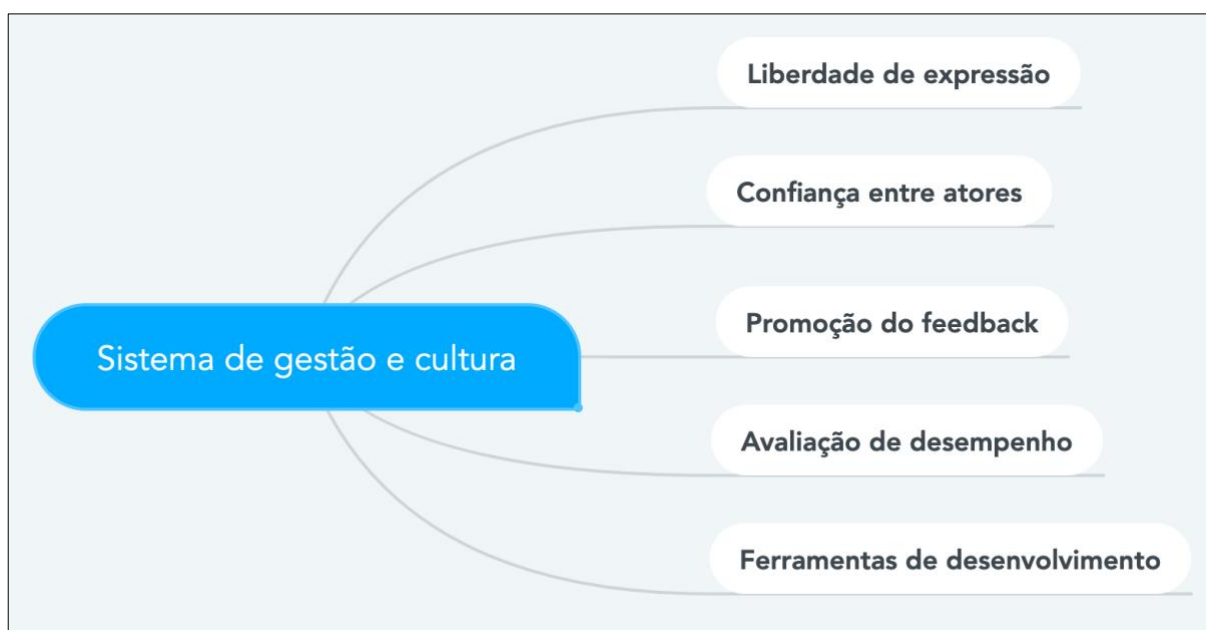 Liberdade de expressão
Confiança entre atores
Promoção do feedback
Sistema de gestão e cultura
Avaliação de desempenho
Ferramentas de desenvolvimento